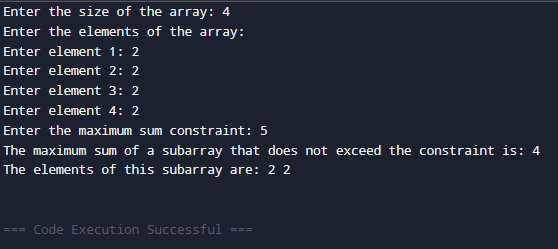 Enter the size of the array: 4
Enter the elements of the array:
Enter element 1: 2
Enter element 2: 2
Enter element 3: 2
Enter element 4: 2
Enter the maximum sum constraint: 5
The maximum sum of a subarray that does not exceed the constraint is: 4
The elements of this subarray are: 2 2
=== Code Execution Successful ===